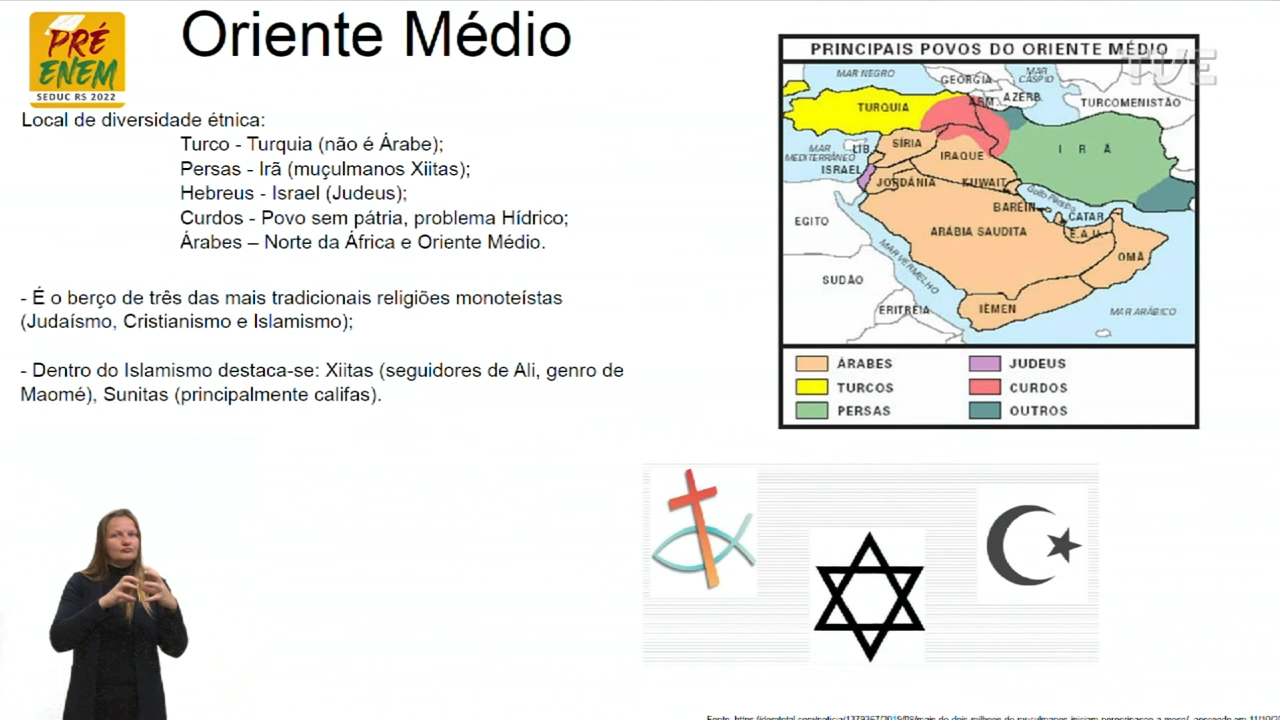 PRÉ
ENEM
SEDUC RS 2022
Oriente Médio
Local de diversidade étnica:
Turco - Turquia (não é Árabe);
Persas - Irã (muçulmanos Xiitas);
Hebreus - Israel (Judeus);
Curdos - Povo sem pátria, problema Hídrico;
Árabes – Norte da África e Oriente Médio.
- É o berço de três das mais tradicionais religiões monoteístas
(Judaísmo, Cristianismo e Islamismo);
- Dentro do Islamismo destaca-se: Xiitas (seguidores de Ali, genro de
Maomé), Sunitas (principalmente califas).
PRINCIPAIS POVOS DO ORIENTE MÉDIO
TVE
MAR NEGRO
GEÓRGIA
MAR
CÁSPIO
ARM.
AZERB.
TURCOMENISTÃO
TURQUIA
MAR
MEDITERRÂNEO
LÍB.
SÍRIA
IRAQUE
I R Ã
ISRAEL
JORDÂNIA
KUWAIT
Golfo Pérsico
BAREIN
CATAR
E.A.U.
EGITO
ARÁBIA SAUDITA
OMÃ
MAR VERMELHO
SUDÃO
ERITRÉIA
IÊMEN
MAR ARÁBICO
ÁRABES
TURCOS
PERSAS
JUDEUS
CURDOS
OUTROS